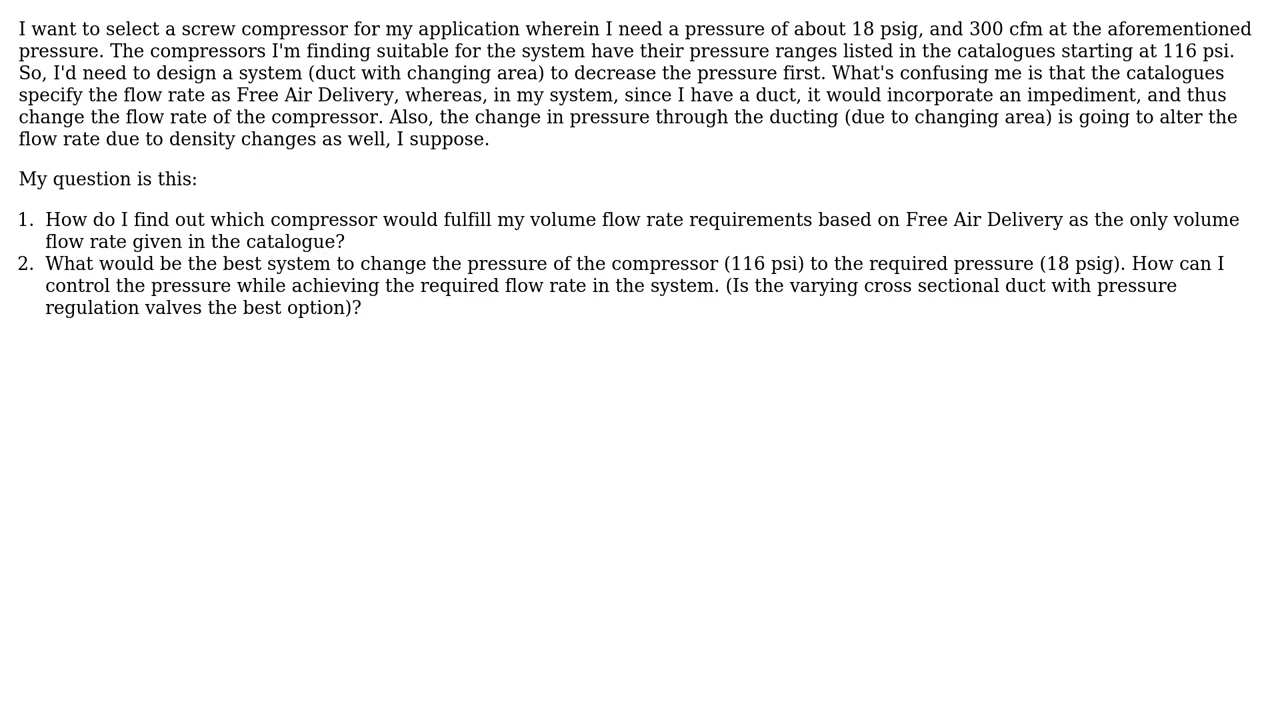 I want to select a screw compressor for my application wherein I need a pressure of about 18 psig, and 300 cfm at the aforementioned
pressure. The compressors I'm finding suitable for the system have their pressure ranges listed in the catalogues starting at 116 psi.
So, I'd need to design a system (duct with changing area) to decrease the pressure first. What's confusing me is that the catalogues
specify the flow rate as Free Air Delivery, whereas, in my system, since I have a duct, it would incorporate an impediment, and thus
change the flow rate of the compressor. Also, the change in pressure through the ducting (due to changing area) is going to alter the
flow rate due to density changes as well, I suppose.
My question is this:
1. How do I find out which compressor would fulfill my volume flow rate requirements based on Free Air Delivery as the only volume
flow rate given in the catalogue?
2. What would be the best system to change the pressure of the compressor (116 psi) to the required pressure (18 psig). How can I
control the pressure while achieving the required flow rate in the system. (Is the varying cross sectional duct with pressure
regulation valves the best option)?